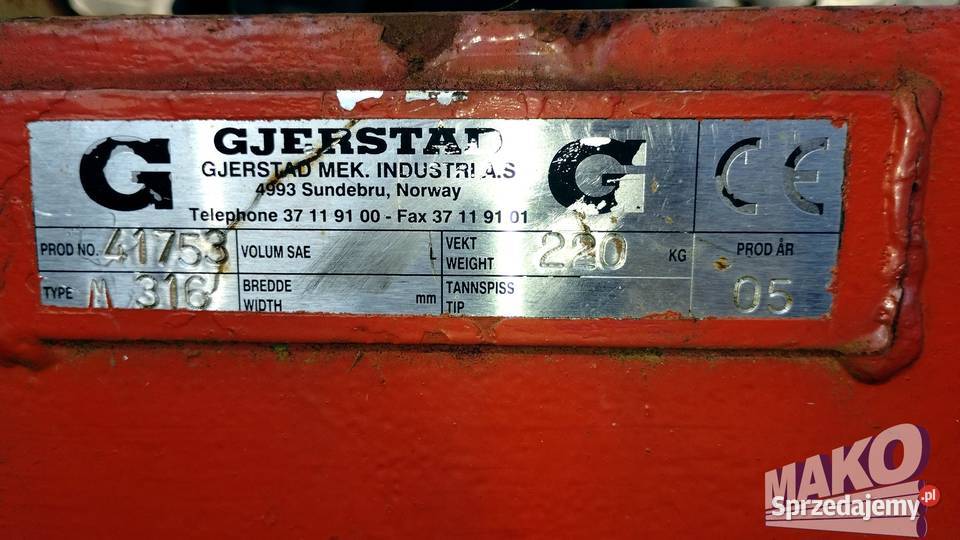 G GJERSTAD G CE
GJERSTAD MEK. INDUSTRI A.S
4993 Sundebru, Norway
Telephone 37 11 91 00 - Fax 37 11 91 01
PROD NO. 41753 VOLUM SAE L VEKT WEIGHT 220 KG PROD ÅR 05
TYPE M 316 BREDDE WIDTH mm TANNSPISS TIP
MAKO
Sprzedajemy.pl